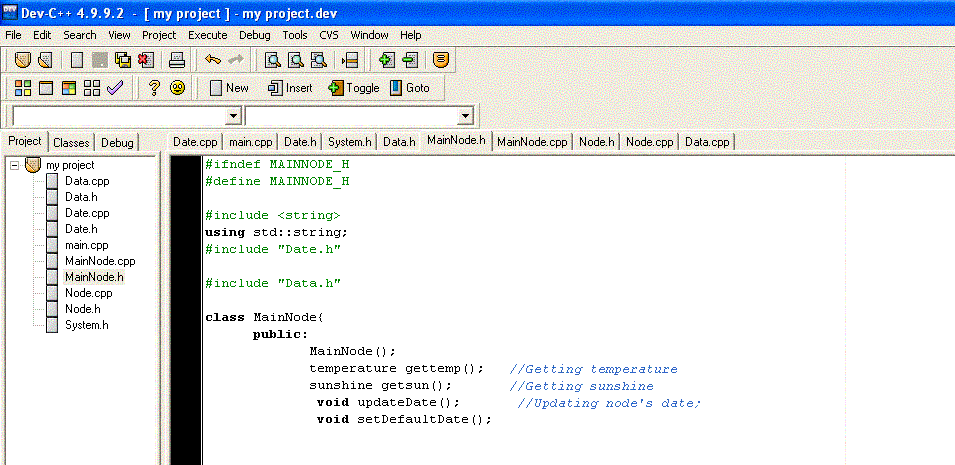 Dev-C++ 4.9.9.2 - [ my project ] - my project.dev
File Edit Search View Project Execute Debug Tools CVS Window Help
New Insert Toggle Goto
Project Classes Debug
Date.cpp main.cpp Date.h System.h Data.h MainNode.h MainNode.cpp Node.h Node.cpp Data.cpp
my project
Data.cpp
Data.h
Date.cpp
Date.h
main.cpp
MainNode.cpp
MainNode.h
Node.cpp
Node.h
System.h
#ifndef MAINNODE_H
#define MAINNODE_H
#include <string>
using std::string;
#include "Date.h"
#include "Data.h"
class MainNode{
public:
MainNode();
temperature gettemp(); //Getting temperature
sunshine getsun(); //Getting sunshine
void updateDate(); //Updating node's date;
void setDefaultDate();